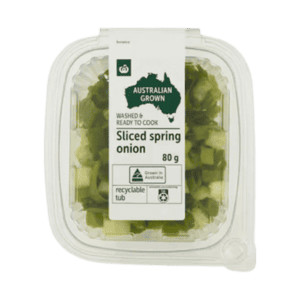 AUSTRALIAN
GROWN
WASHED &
READY TO COOK
Sliced spring
onion
80 g
Grown in
Australia
recyclable
tub